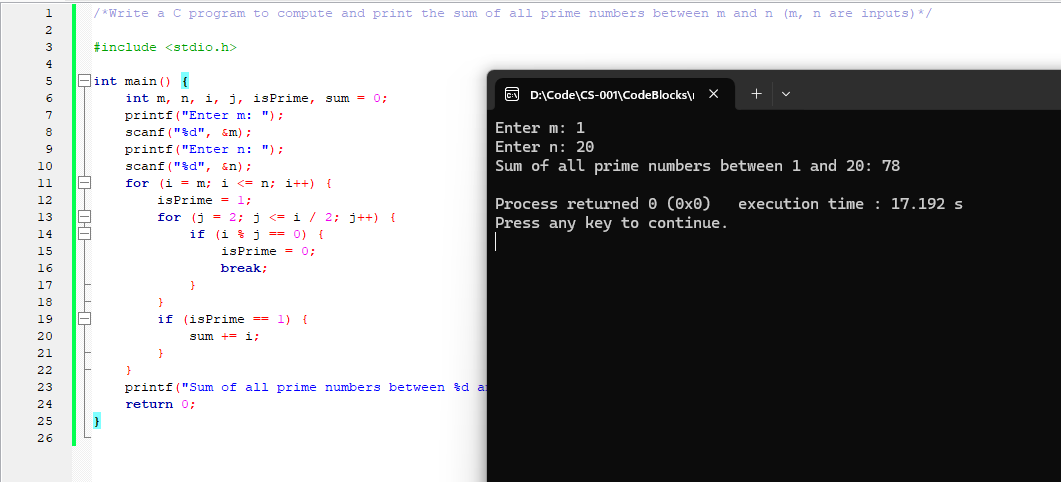 1 /*Write a C program to compute and print the sum of all prime numbers between m and n (m, n are inputs)*/
2
3 #include <stdio.h>
4
5 int main() {
6 int m, n, i, j, isPrime, sum = 0;
7 printf("Enter m: ");
8 scanf("%d", &m);
9 printf("Enter n: ");
10 scanf("%d", &n);
11 for (i = m; i <= n; i++) {
12 isPrime = 1;
13 for (j = 2; j <= i / 2; j++) {
14 if (i % j == 0) {
15 isPrime = 0;
16 break;
17 }
18 }
19 if (isPrime == 1) {
20 sum += i;
21 }
22 }
23 printf("Sum of all prime numbers between %d
24 return 0;
25 }
26
D:\Code\CS-001\CodeBlocks\
Enter m: 1
Enter n: 20
Sum of all prime numbers between 1 and 20: 78
Process returned 0 (0x0) execution time : 17.192 s
Press any key to continue.